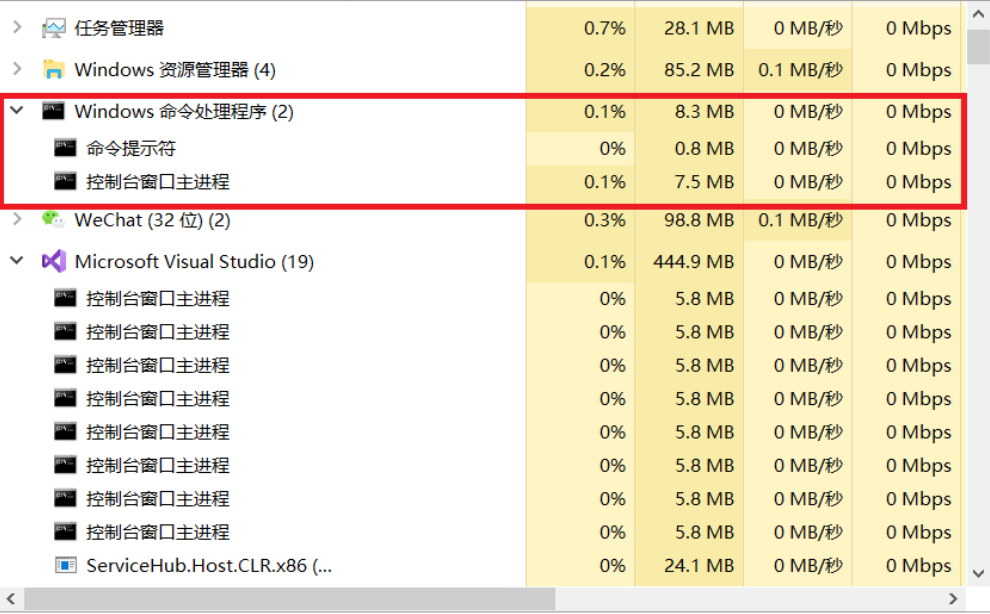 任务管理器 0.7% 28.1 MB 0 MB/秒 0 Mbps
Windows 资源管理器 (4) 0.2% 85.2 MB 0.1 MB/秒 0 Mbps
Windows 命令处理程序 (2) 0.1% 8.3 MB 0 MB/秒 0 Mbps
命令提示符 0% 0.8 MB 0 MB/秒 0 Mbps
控制台窗口主进程 0.1% 7.5 MB 0 MB/秒 0 Mbps
WeChat (32 位) (2) 0.3% 98.8 MB 0.1 MB/秒 0 Mbps
Microsoft Visual Studio (19) 0.1% 444.9 MB 0 MB/秒 0 Mbps
控制台窗口主进程 0% 5.8 MB 0 MB/秒 0 Mbps
控制台窗口主进程 0% 5.8 MB 0 MB/秒 0 Mbps
控制台窗口主进程 0% 5.8 MB 0 MB/秒 0 Mbps
控制台窗口主进程 0% 5.8 MB 0 MB/秒 0 Mbps
控制台窗口主进程 0% 5.8 MB 0 MB/秒 0 Mbps
控制台窗口主进程 0% 5.8 MB 0 MB/秒 0 Mbps
控制台窗口主进程 0% 5.8 MB 0 MB/秒 0 Mbps
控制台窗口主进程 0% 5.8 MB 0 MB/秒 0 Mbps
ServiceHub.Host.CLR.x86 (... 0% 24.1 MB 0 MB/秒 0 Mbps